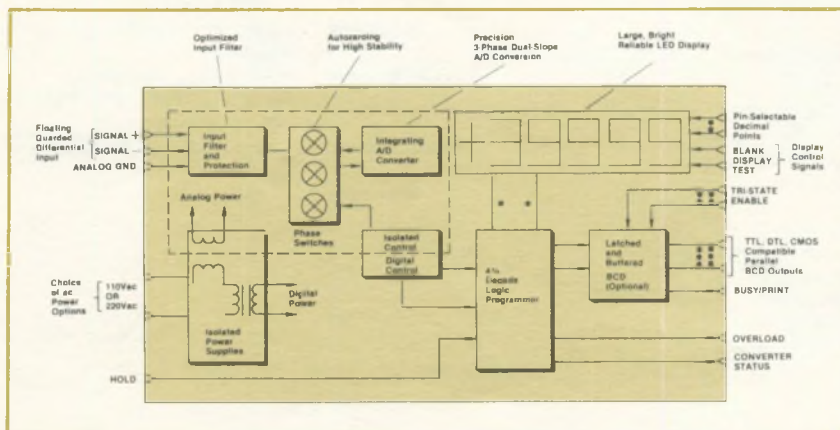 Optimized
Input Filter
Autozeroing
for High Stability
Precision
3-Phase Dual-Slope
A/D Conversion
Large, Bright
Reliable LED Display
Floating
Guarded
Differential
Input
SIGNAL +
SIGNAL –
ANALOG GND
Input
Filter
and
Protection
Integrating
A/D
Converter
Pin-Selectable
Decimal
Points
BLANK
DISPLAY
TEST
Display
Control
Signals
Analog Power
Phase
Switches
TRI-STATE
ENABLE
Isolated Control
Digital Control
4½
Decade
Logic
Programmer
Latched
and
Buffered
BCD
(Optional)
TTL, DTL, CMOS
Compatible
Parallel
BCD Outputs
BUSY/PRINT
Choice
of ac
Power
Options
110Vac
OR
220Vac
Digital
Power
Isolated
Power
Supplies
OVERLOAD
CONVERTER
STATUS
HOLD